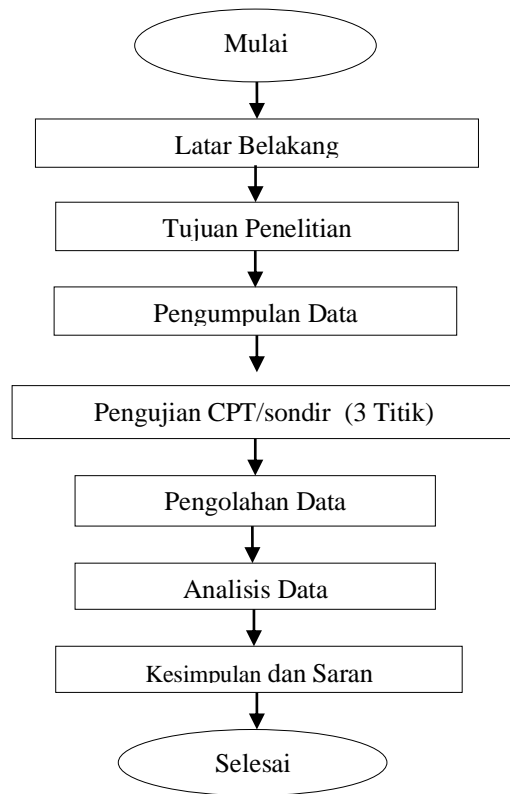 Mulai
Latar Belakang
Tujuan Penelitian
Pengumpulan Data
Pengujian CPT/sondir (3 Titik)
Pengolahan Data
Analisis Data
Kesimpulan dan Saran
Selesai